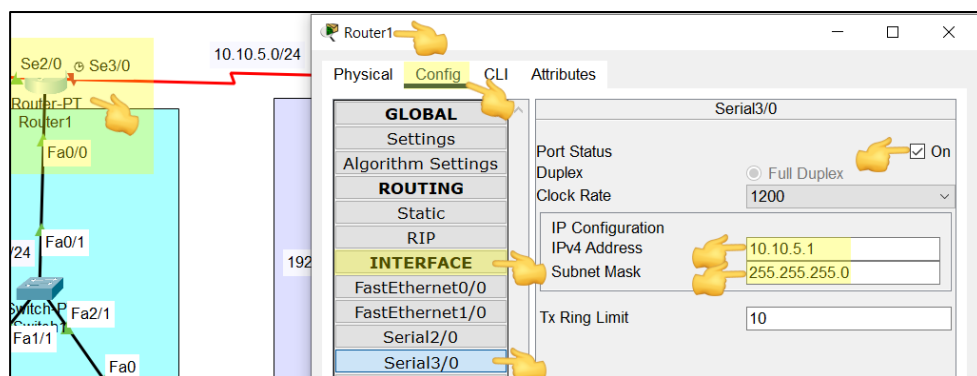 Se2/0
Se3/0
10.10.5.0/24
Router-PT
Router1
Fa0/0
/24
Fa0/1
Switch-P
Switch1
Fa2/1
Fa1/1
Fa0
192
Router1
Physical Config CLI Attributes
GLOBAL
Settings
Algorithm Settings
ROUTING
Static
RIP
INTERFACE
FastEthernet0/0
FastEthernet1/0
Serial2/0
Serial3/0
Serial3/0
Port Status
On
Duplex
Full Duplex
Clock Rate
1200
IP Configuration
IPv4 Address
10.10.5.1
Subnet Mask
255.255.255.0
Tx Ring Limit
10